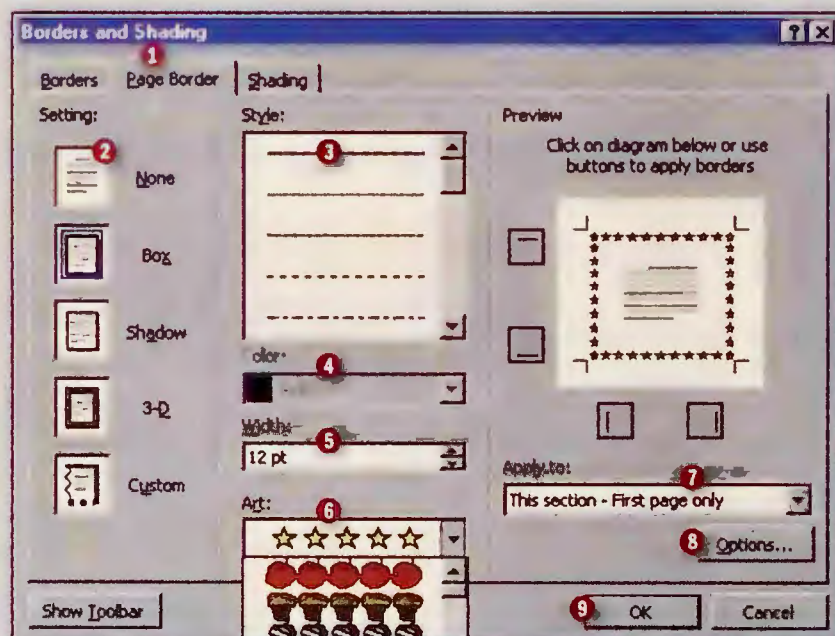 Borders and Shading
1
Borders Page Border Shading
Setting:
2
None
Box
Shadow
3-D
Custom
Style:
3
Color:
4
Width:
5
12 pt
Art:
6
Preview
Click on diagram below or use
buttons to apply borders
Apply to:
7
This section - First page only
8 Options...
Show Toolbar
9 OK
Cancel